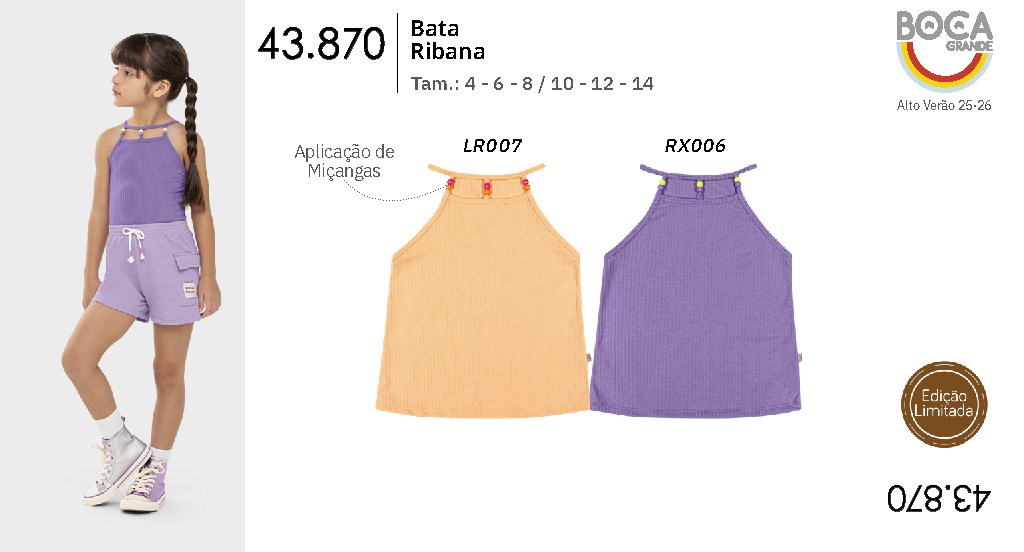 43.870
Bata
Ribana
Tam.: 4 - 6 - 8 / 10 - 12 - 14
BOCA
GRANDE
Alto Verão 25-26
Aplicação de
Miçangas
LR007
RX006
Edição
Limitada
43.870